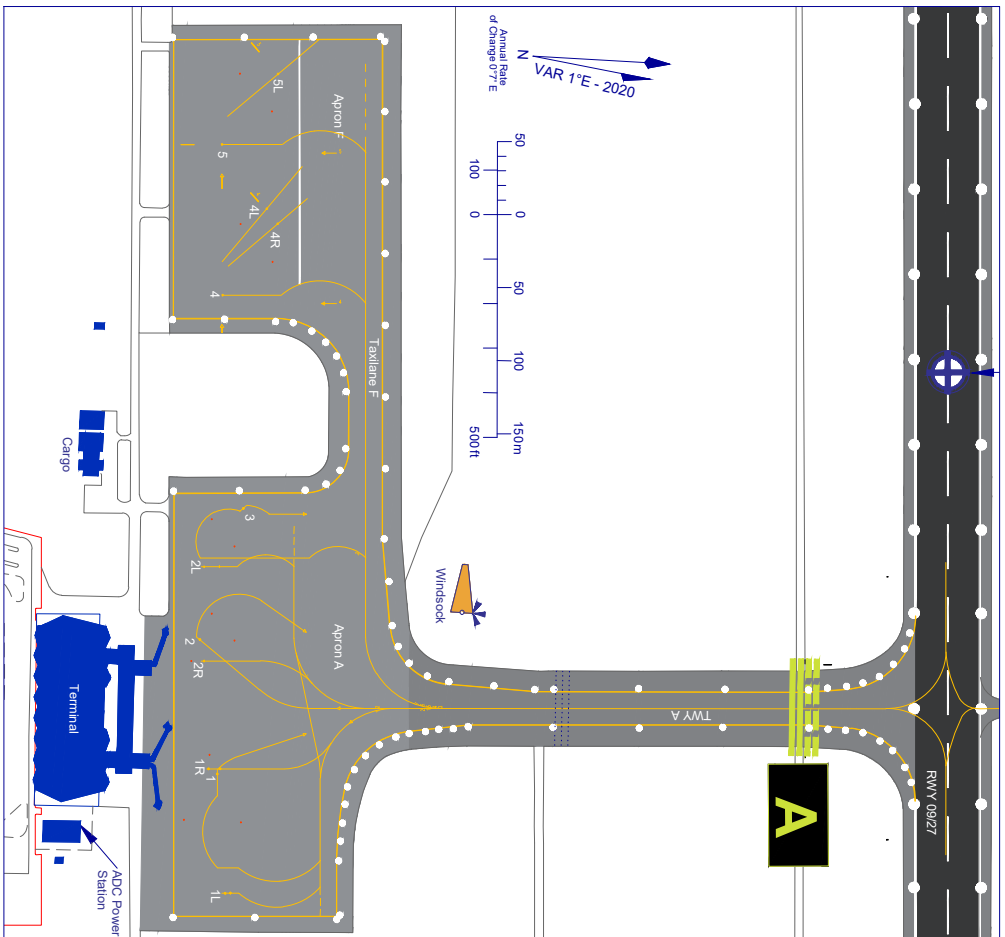 Annual Rate
of Change 0°7' E
N
VAR 1°E - 2020
50
0
50
100
150m
100
0
500ft
5L
Apron F
5
4L
4R
4
Taxilane F
Cargo
3
2L
Windsock
2
2R
Apron A
Terminal
TWY A
1R
1
1L
A
RWY 09/27
ADC Power
Station